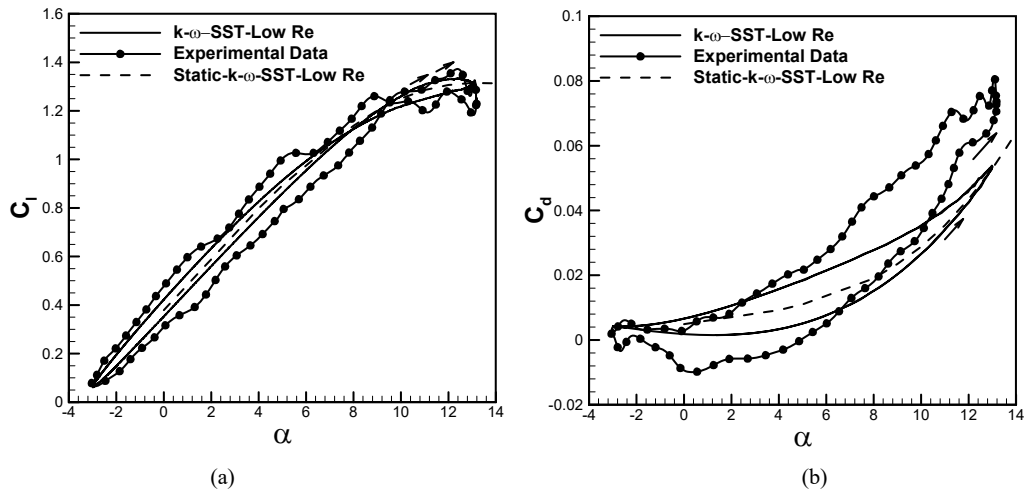 1.6
k-ω–SST-Low Re
Experimental Data
Static-k-ω-SST-Low Re
1.4
1.2
1
0.8
0.6
0.4
0.2
0
-4 -2 0 2 4 6 8 10 12 14
Cl
α
(a)
0.1
k-ω–SST-Low Re
Experimental Data
Static-k-ω-SST-Low Re
0.08
0.06
0.04
0.02
0
-0.02
-4 -2 0 2 4 6 8 10 12 14
Cd
α
(b)